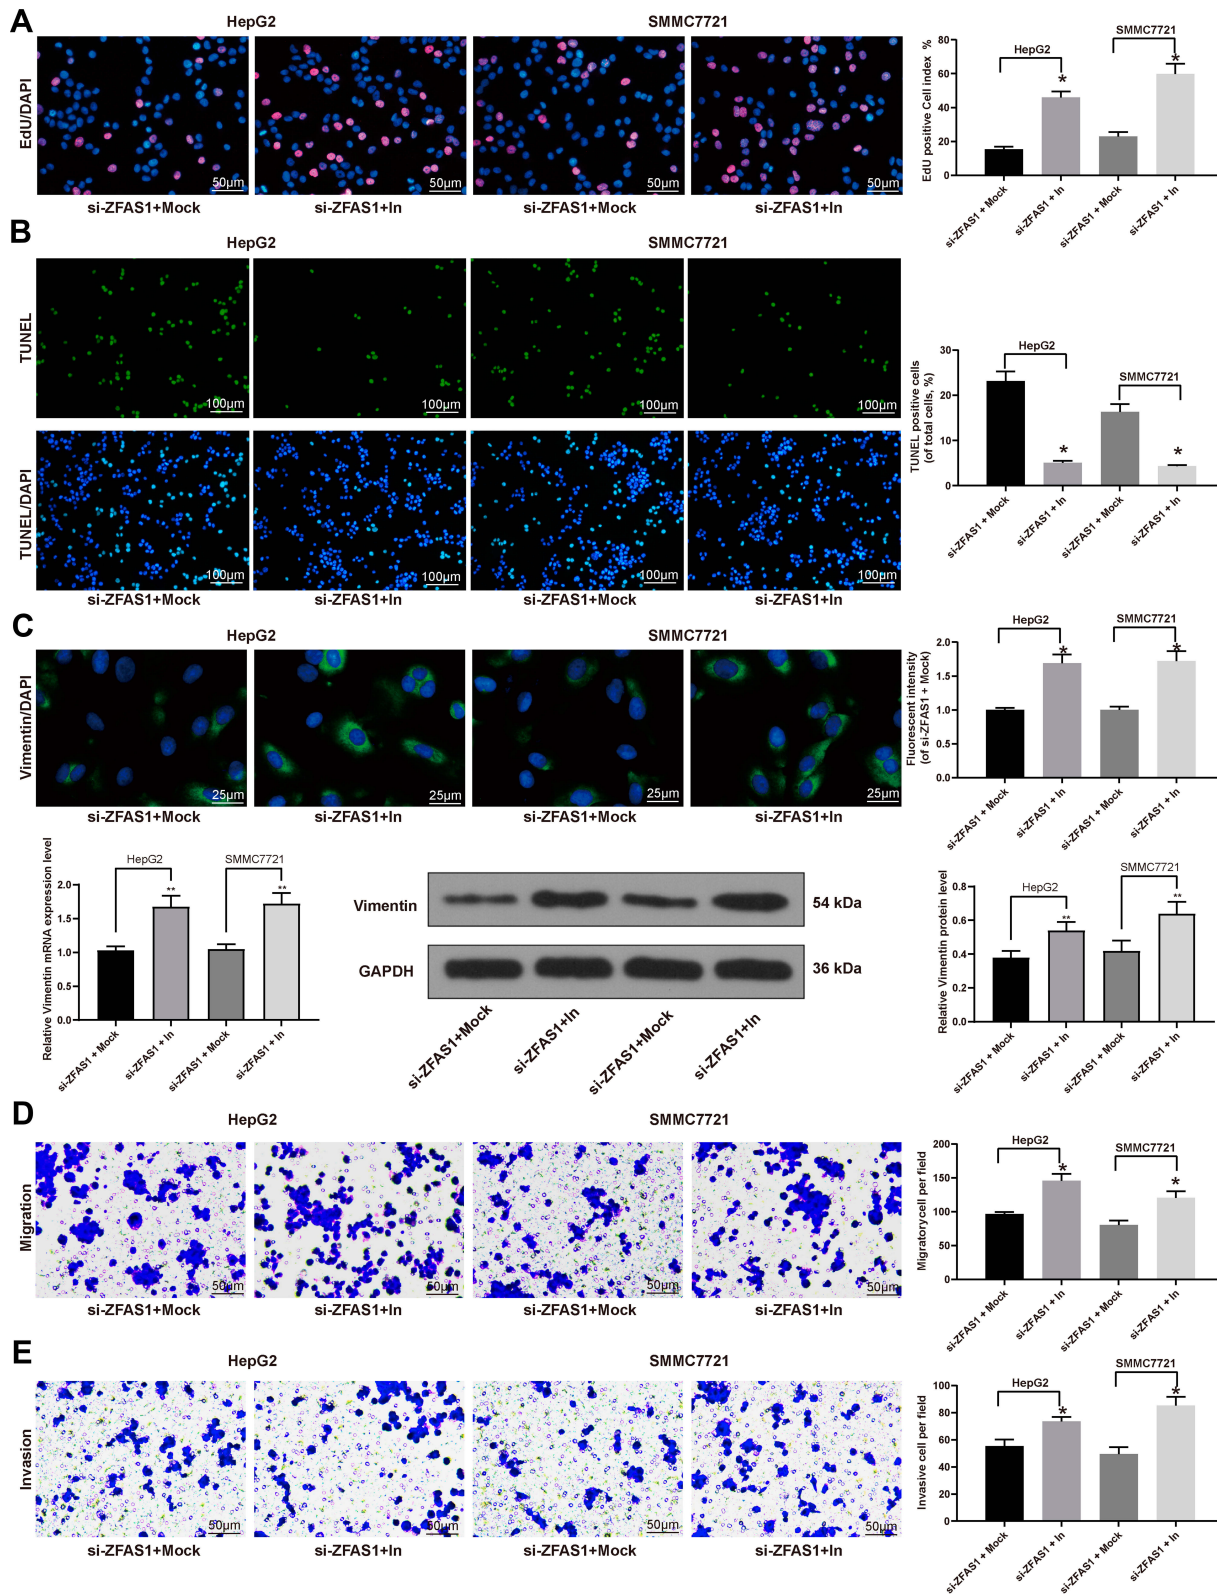 A
HepG2
SMMC7721
EdU/DAPI
50μm
50μm
50μm
50μm
si-ZFAS1+Mock
si-ZFAS1+In
si-ZFAS1+Mock
si-ZFAS1+In
EdU positive Cell index %
80
60
40
20
0
HepG2
SMMC7721
*
*
si-ZFAS1 + Mock
si-ZFAS1 + In
si-ZFAS1 + Mock
si-ZFAS1 + In
B
HepG2
SMMC7721
TUNEL
100μm
100μm
100μm
100μm
TUNEL/DAPI
100μm
100μm
100μm
100μm
si-ZFAS1+Mock
si-ZFAS1+In
si-ZFAS1+Mock
si-ZFAS1+In
TUNEL positive cells
(of total cells, %)
30
20
10
0
HepG2
SMMC7721
*
*
si-ZFAS1 + Mock
si-ZFAS1 + In
si-ZFAS1 + Mock
si-ZFAS1 + In
C
HepG2
SMMC7721
Vimentin/DAPI
25μm
25μm
25μm
25μm
si-ZFAS1+Mock
si-ZFAS1+In
si-ZFAS1+Mock
si-ZFAS1+In
Fluorescent intensity
(of si-ZFAS1 + Mock)
2.0
1.5
1.0
0.5
0.0
HepG2
SMMC7721
*
*
si-ZFAS1 + Mock
si-ZFAS1 + In
si-ZFAS1 + Mock
si-ZFAS1 + In
Relative Vimentin mRNA expression level
2.0
1.5
1.0
0.5
0.0
HepG2
SMMC7721
**
**
si-ZFAS1 + Mock
si-ZFAS1 + In
si-ZFAS1 + Mock
si-ZFAS1 + In
Vimentin
54 kDa
GAPDH
36 kDa
si-ZFAS1+Mock
si-ZFAS1+In
si-ZFAS1+Mock
si-ZFAS1+In
Relative Vimentin protein level
0.8
0.6
0.4
0.2
0.0
HepG2
SMMC7721
**
**
si-ZFAS1 + Mock
si-ZFAS1 + In
si-ZFAS1 + Mock
si-ZFAS1 + In
D
HepG2
SMMC7721
Migration
50μm
50μm
50μm
50μm
si-ZFAS1+Mock
si-ZFAS1+In
si-ZFAS1+Mock
si-ZFAS1+In
Migratory cell per field
200
150
100
50
0
HepG2
SMMC7721
*
*
si-ZFAS1 + Mock
si-ZFAS1 + In
si-ZFAS1 + Mock
si-ZFAS1 + In
E
HepG2
SMMC7721
Invasion
50μm
50μm
50μm
50μm
si-ZFAS1+Mock
si-ZFAS1+In
si-ZFAS1+Mock
si-ZFAS1+In
Invasive cell per field
100
80
60
40
20
0
HepG2
SMMC7721
*
*
si-ZFAS1 + Mock
si-ZFAS1 + In
si-ZFAS1 + Mock
si-ZFAS1 + In